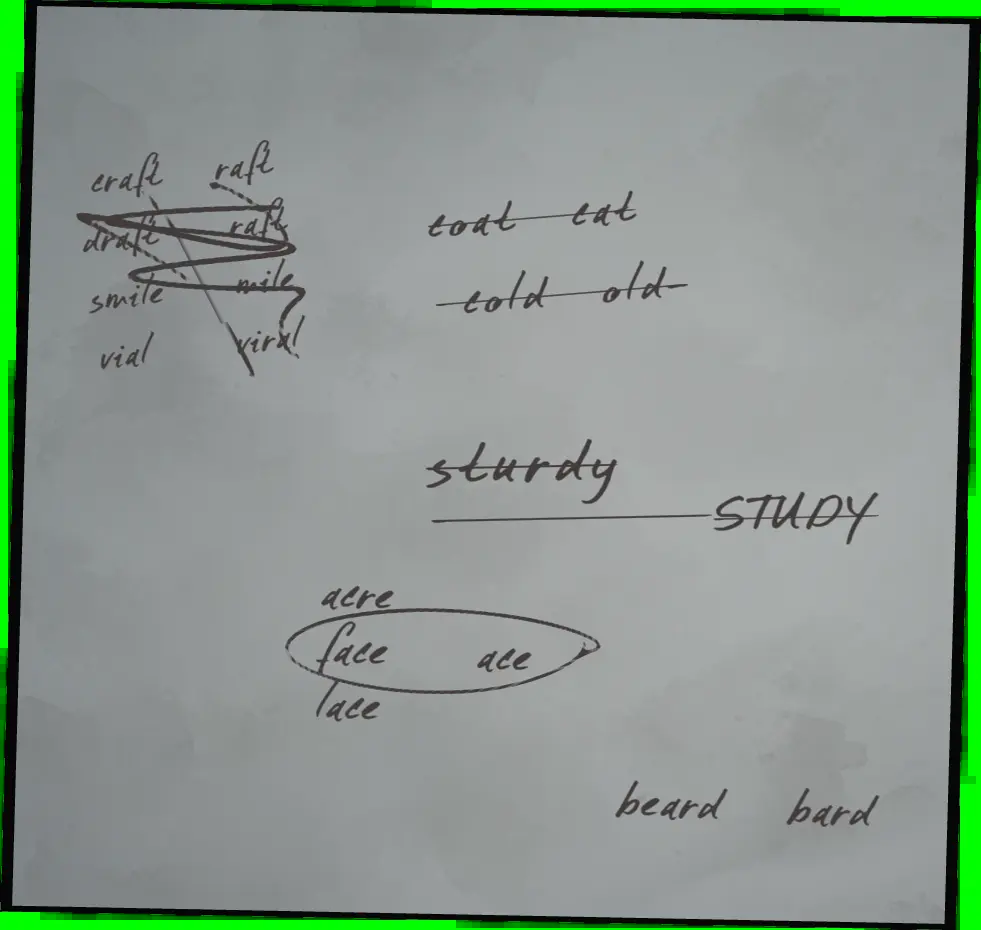 craft raft
draft raft
smile mile
vial viral
coat cat
cold old
sturdy
STUDY
acre
face ace
lace
beard bard